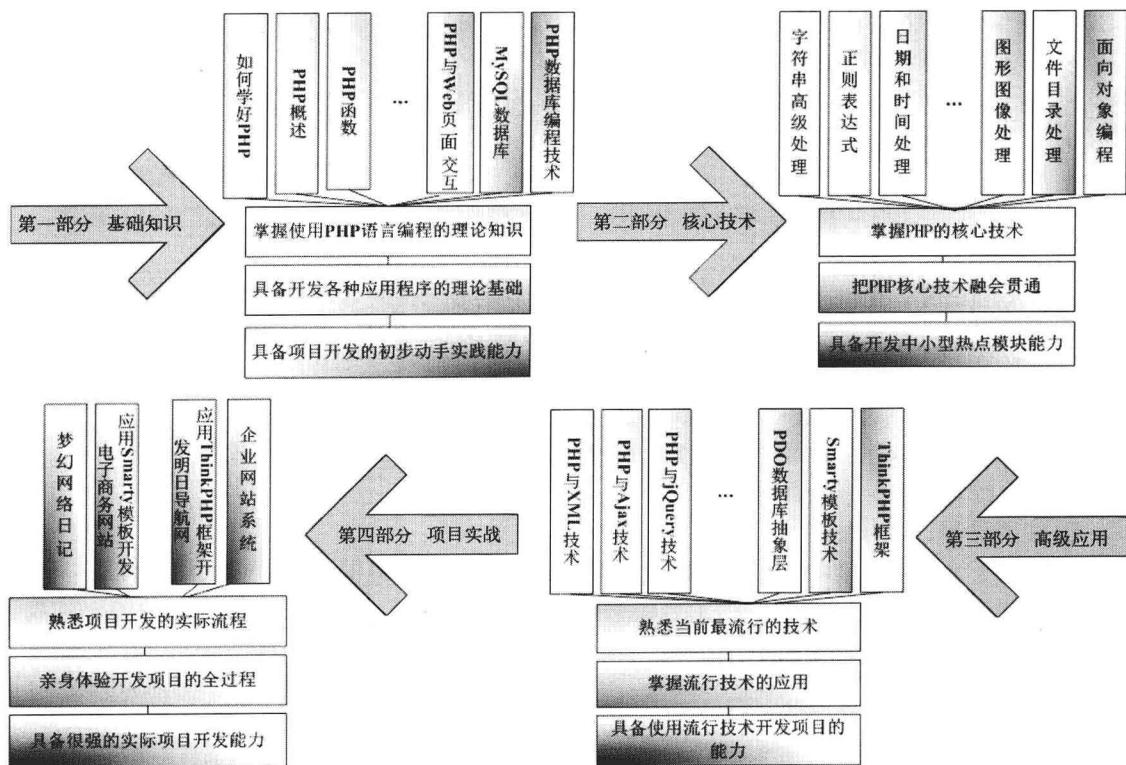 第一部分 基础知识
如何学好PHP
PHP概述
PHP函数
...
PHP与Web页面交互
MySQL数据库
PHP数据库编程技术
掌握使用PHP语言编程的理论知识
具备开发各种应用程序的理论基础
具备项目开发的初步动手实践能力
第二部分 核心技术
字符串高级处理
正则表达式
日期和时间处理
...
图形图像处理
文件目录处理
面向对象编程
掌握PHP的核心技术
把PHP核心技术融会贯通
具备开发中小型热点模块能力
第三部分 高级应用
PHP与XML技术
PHP与Ajax技术
PHP与jQuery技术
...
PDO数据库抽象层
Smarty模板技术
ThinkPHP框架
熟悉当前最流行的技术
掌握流行技术的应用
具备使用流行技术开发项目的
能力
第四部分 项目实战
梦幻网络日记
应用Smarty模板开发
电子商务网站
应用ThinkPHP框架开
发明日导航网
企业网站系统
熟悉项目开发的实际流程
亲身体验开发项目的全过程
具备很强的实际项目开发能力